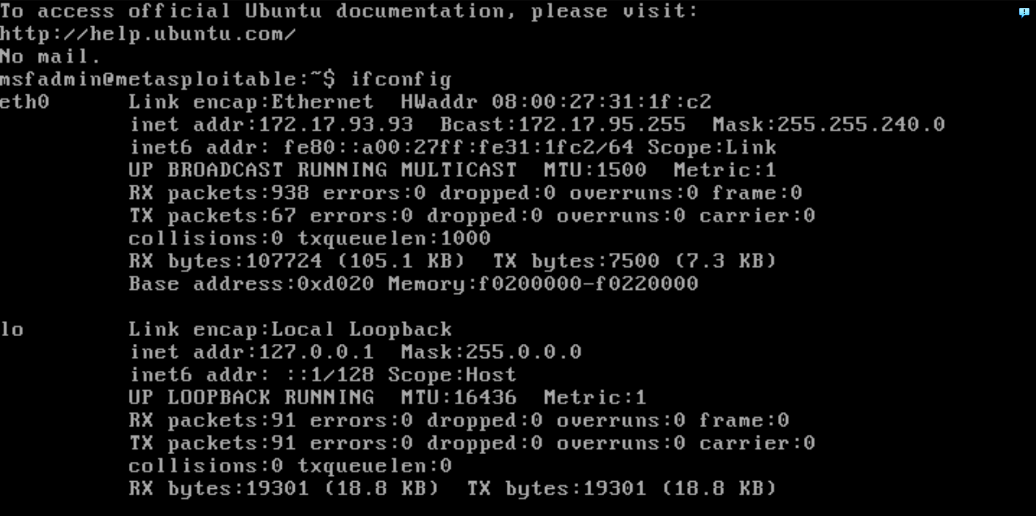 To access official Ubuntu documentation, please visit:
http://help.ubuntu.com/
No mail.
msfadmin@metasploitable:~$ ifconfig
eth0      Link encap:Ethernet  HWaddr 08:00:27:31:1f:c2
          inet addr:172.17.93.93  Bcast:172.17.95.255  Mask:255.255.240.0
          inet6 addr: fe80::a00:27ff:fe31:1fc2/64 Scope:Link
          UP BROADCAST RUNNING MULTICAST  MTU:1500  Metric:1
          RX packets:938 errors:0 dropped:0 overruns:0 frame:0
          TX packets:67 errors:0 dropped:0 overruns:0 carrier:0
          collisions:0 txqueuelen:1000
          RX bytes:107724 (105.1 KB)  TX bytes:7500 (7.3 KB)
          Base address:0xd020 Memory:f0200000-f0220000

lo        Link encap:Local Loopback
          inet addr:127.0.0.1  Mask:255.0.0.0
          inet6 addr: ::1/128 Scope:Host
          UP LOOPBACK RUNNING  MTU:16436  Metric:1
          RX packets:91 errors:0 dropped:0 overruns:0 frame:0
          TX packets:91 errors:0 dropped:0 overruns:0 carrier:0
          collisions:0 txqueuelen:0
          RX bytes:19301 (18.8 KB)  TX bytes:19301 (18.8 KB)